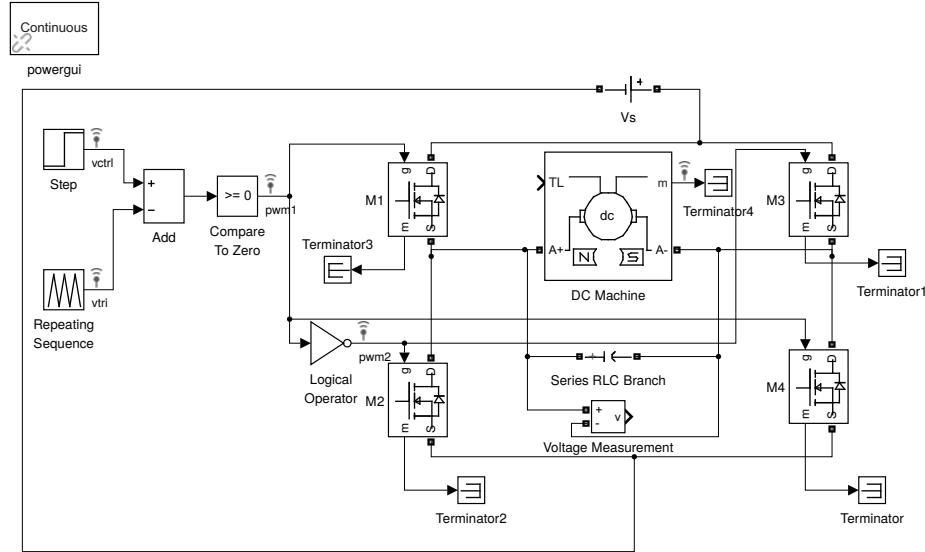 Continuous
powergui
+
Vs
vctrl
Step
+
−
Add
>= 0
pwm1
Compare
To Zero
vtri
Repeating
Sequence
g
D
M1
m
S
TL
m
dc
A+
N
S
A-
DC Machine
Terminator4
g
D
M3
m
S
Terminator3
Terminator1
pwm2
Logical
Operator
g
D
M2
m
S
+
Series RLC Branch
+
-
v
Voltage Measurement
g
D
M4
m
S
Terminator2
Terminator